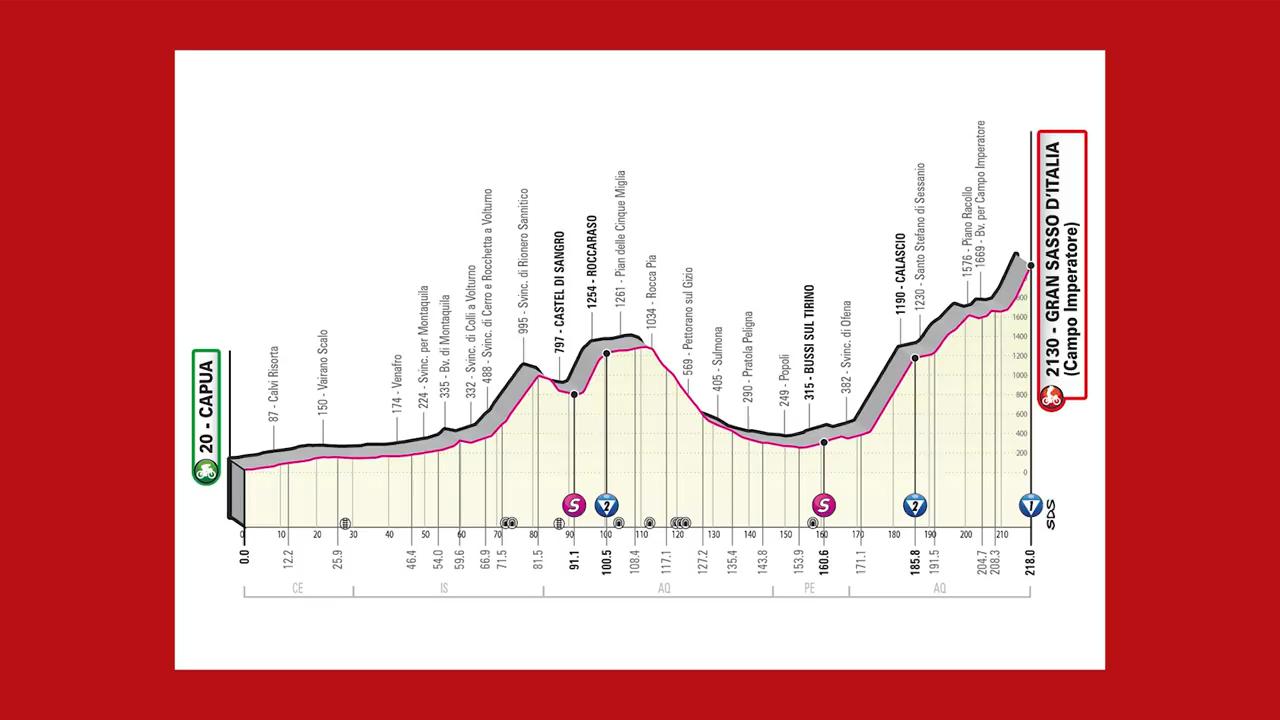 20 - CAPUA
87 - Calvi Risorta
150 - Vairano Scalo
174 - Venafro
224 - Svinc. per Montaquila
335 - Bv. di Montaquila
332 - Svinc. di Colli a Volturno
488 - Svinc. di Cerro e Rocchetta a Volturno
995 - Svinc. di Rionero Sannitico
797 - CASTEL DI SANGRO
1254 - ROCCARASO
1261 - Pian delle Cinque Miglia
1034 - Rocca Pia
569 - Pettorano sul Gizio
405 - Sulmona
290 - Pratola Peligna
249 - Popoli
315 - BUSSI SUL TIRINO
382 - Svinc. di Ofena
1190 - CALASCIO
1230 - Santo Stefano di Sessanio
1576 - Piano Racollo
1669 - Bv. per Campo Imperatore
2130 - GRAN SASSO D'ITALIA
(Campo Imperatore)
1600
1400
1200
1000
800
600
400
200
0
S
2
S
2
1
SDS
0 10 20 30 40 50 60 70 80 90 100 110 120 130 140 150 160 170 180 190 200 210
0.0
12.2
25.9
46.4
54.0
59.6
66.9
71.5
81.5
91.1
100.5
108.4
117.1
127.2
135.4
143.8
153.9
160.6
171.1
185.8
191.5
204.7
208.3
218.0
CE IS AQ PE AQ